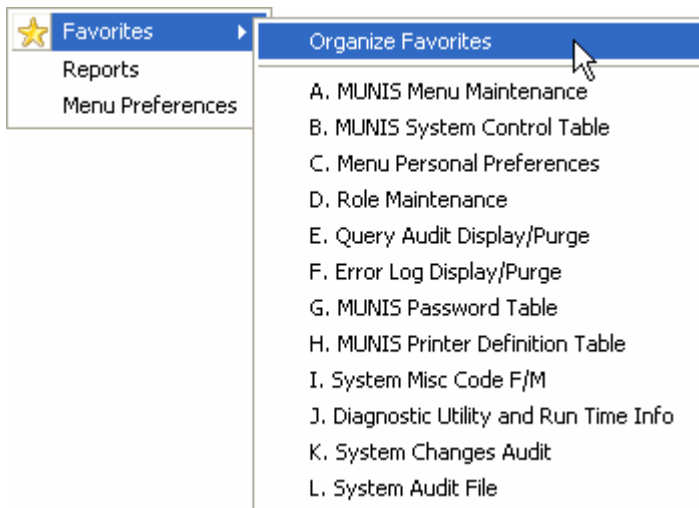 Favorites
Reports
Menu Preferences
Organize Favorites
A. MUNIS Menu Maintenance
B. MUNIS System Control Table
C. Menu Personal Preferences
D. Role Maintenance
E. Query Audit Display/Purge
F. Error Log Display/Purge
G. MUNIS Password Table
H. MUNIS Printer Definition Table
I. System Misc Code F/M
J. Diagnostic Utility and Run Time Info
K. System Changes Audit
L. System Audit File